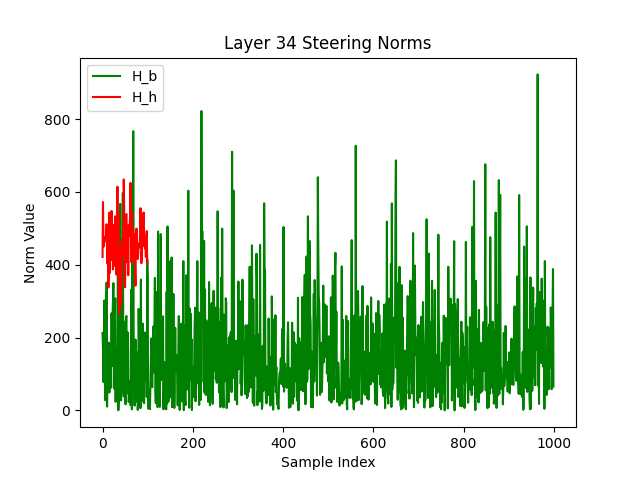 Layer 34 Steering Norms
H_b
H_h
Norm Value
800
600
400
200
0
0 200 400 600 800 1000
Sample Index